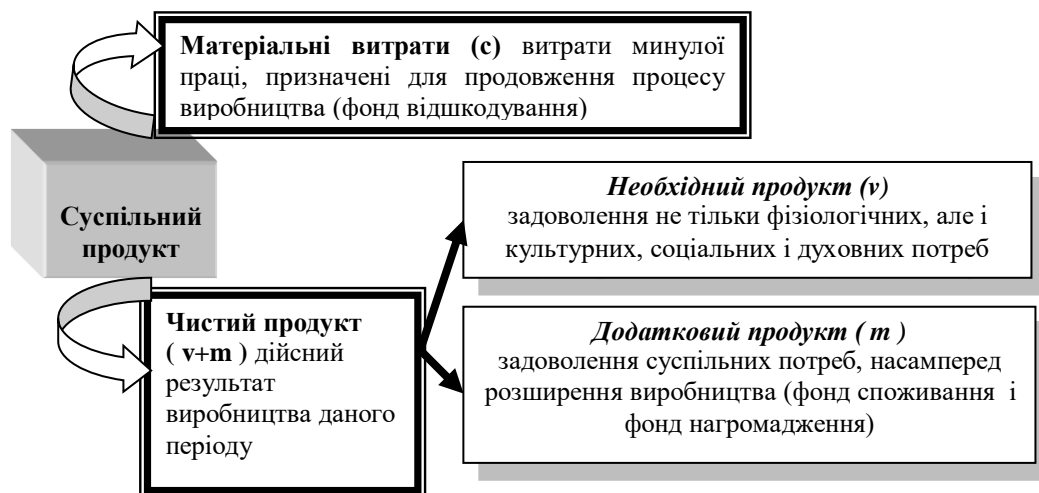 Матеріальні витрати (c) витрати минулої
праці, призначені для продовження процесу
виробництва (фонд відшкодування)
Суспільний
продукт
Необхідний продукт (v)
задоволення не тільки фізіологічних, але і
культурних, соціальних і духовних потреб
Чистий продукт
( v+m ) дійсний
результат
виробництва даного
періоду
Додатковий продукт ( m )
задоволення суспільних потреб, насамперед
розширення виробництва (фонд споживання і
фонд нагромадження)